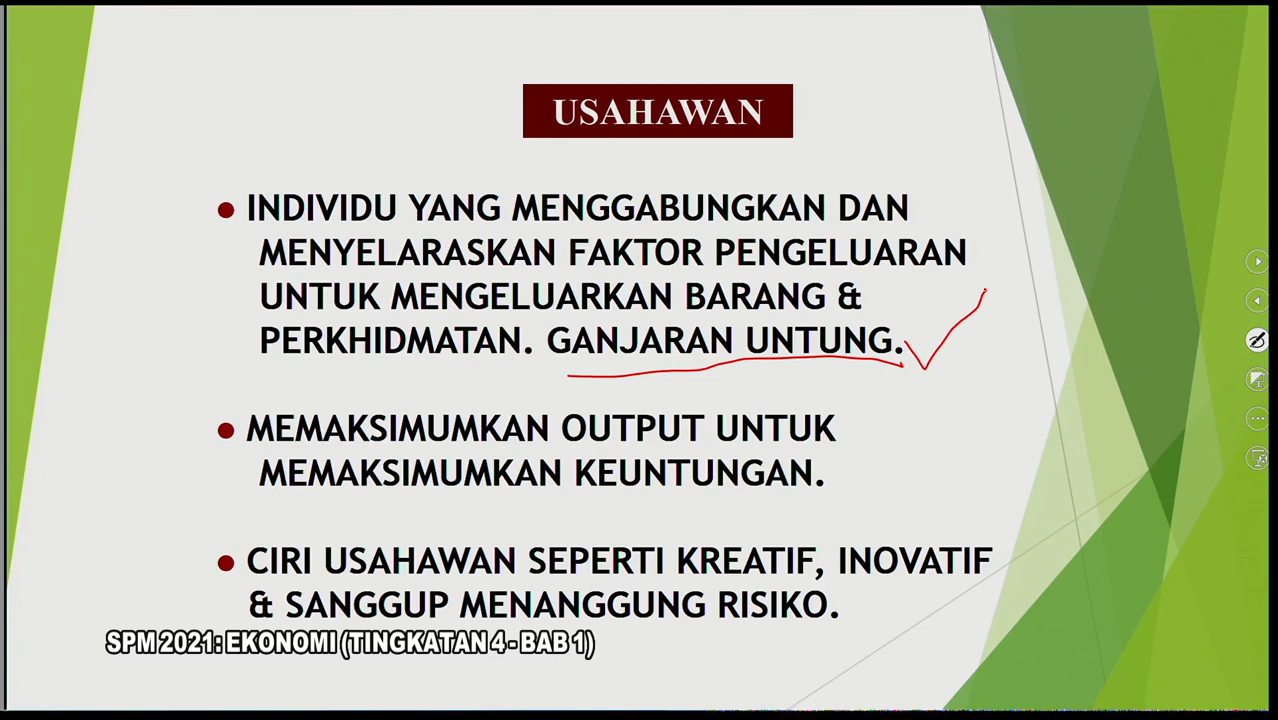 USAHAWAN
INDIVIDU YANG MENGGABUNGKAN DAN
MENYELARASKAN FAKTOR PENGELUARAN
UNTUK MENGELUARKAN BARANG &
PERKHIDMATAN. GANJARAN UNTUNG.
MEMAKSIMUMKAN OUTPUT UNTUK
MEMAKSIMUMKAN KEUNTUNGAN.
CIRI USAHAWAN SEPERTI KREATIF, INOVATIF
& SANGGUP MENANGGUNG RISIKO.
SPM 2021: EKONOMI (TINGKATAN 4 - BAB 1)